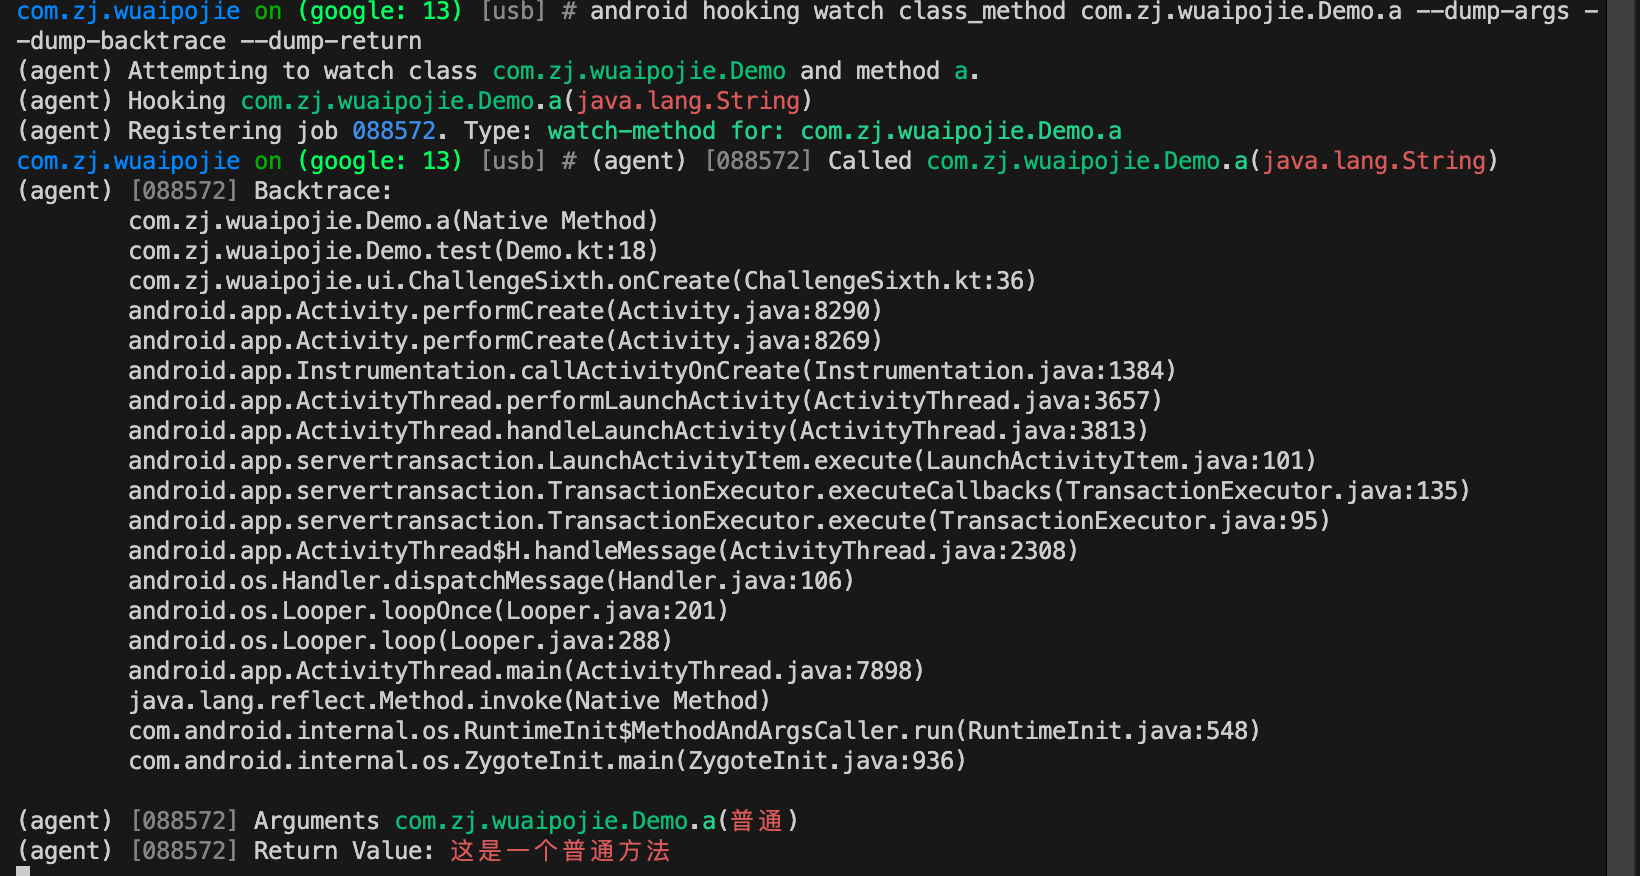 com.zj.wuaipojie on (google: 13) [usb] # android hooking watch class_method com.zj.wuaipojie.Demo.a --dump-args -
-dump-backtrace --dump-return
(agent) Attempting to watch class com.zj.wuaipojie.Demo and method a.
(agent) Hooking com.zj.wuaipojie.Demo.a(java.lang.String)
(agent) Registering job 088572. Type: watch-method for: com.zj.wuaipojie.Demo.a
com.zj.wuaipojie on (google: 13) [usb] # (agent) [088572] Called com.zj.wuaipojie.Demo.a(java.lang.String)
(agent) [088572] Backtrace:
com.zj.wuaipojie.Demo.a(Native Method)
com.zj.wuaipojie.Demo.test(Demo.kt:18)
com.zj.wuaipojie.ui.ChallengeSixth.onCreate(ChallengeSixth.kt:36)
android.app.Activity.performCreate(Activity.java:8290)
android.app.Activity.performCreate(Activity.java:8269)
android.app.Instrumentation.callActivityOnCreate(Instrumentation.java:1384)
android.app.ActivityThread.performLaunchActivity(ActivityThread.java:3657)
android.app.ActivityThread.handleLaunchActivity(ActivityThread.java:3813)
android.app.servertransaction.LaunchActivityItem.execute(LaunchActivityItem.java:101)
android.app.servertransaction.TransactionExecutor.executeCallbacks(TransactionExecutor.java:135)
android.app.servertransaction.TransactionExecutor.execute(TransactionExecutor.java:95)
android.app.ActivityThread$H.handleMessage(ActivityThread.java:2308)
android.os.Handler.dispatchMessage(Handler.java:106)
android.os.Looper.loopOnce(Looper.java:201)
android.os.Looper.loop(Looper.java:288)
android.app.ActivityThread.main(ActivityThread.java:7898)
java.lang.reflect.Method.invoke(Native Method)
com.android.internal.os.RuntimeInit$MethodAndArgsCaller.run(RuntimeInit.java:548)
com.android.internal.os.ZygoteInit.main(ZygoteInit.java:936)
(agent) [088572] Arguments com.zj.wuaipojie.Demo.a(普通)
(agent) [088572] Return Value: 这是一个普通方法